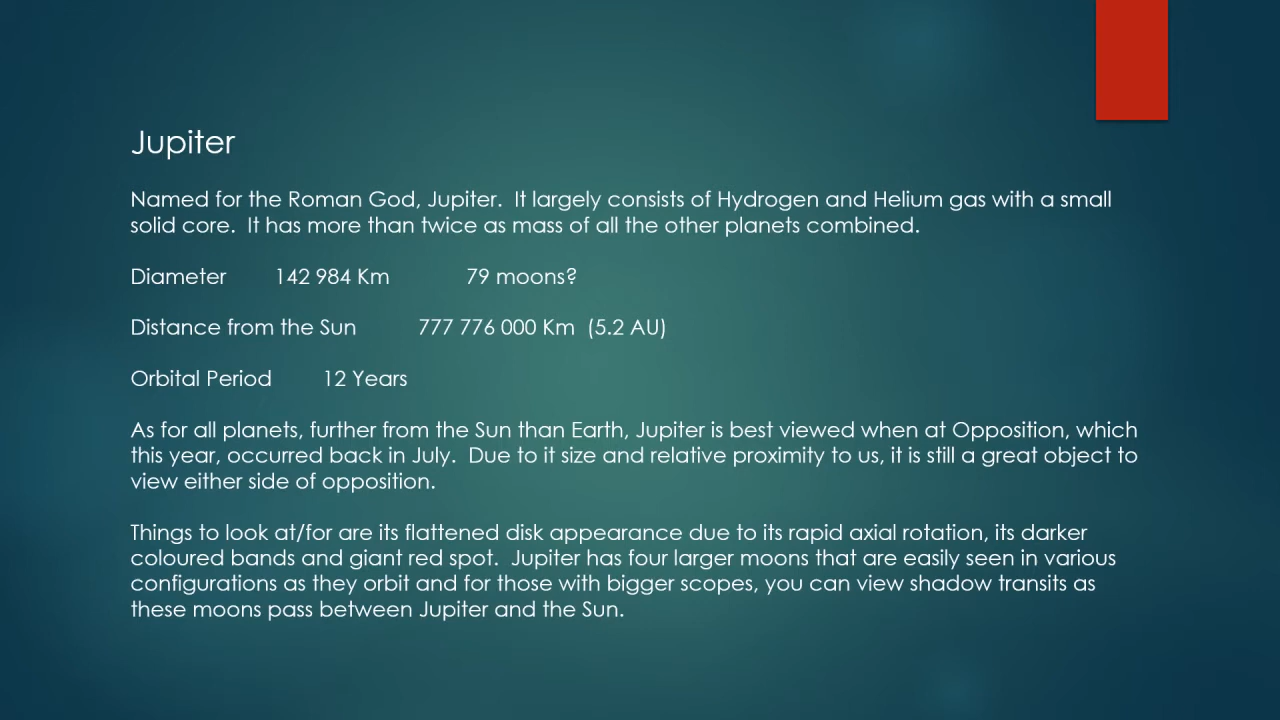 Jupiter
Named for the Roman God, Jupiter.  It largely consists of Hydrogen and Helium gas with a small
solid core.  It has more than twice as mass of all the other planets combined.
Diameter 142 984 Km 79 moons?
Distance from the Sun 777 776 000 Km (5.2 AU)
Orbital Period 12 Years
As for all planets, further from the Sun than Earth, Jupiter is best viewed when at Opposition, which
this year, occurred back in July.  Due to it size and relative proximity to us, it is still a great object to
view either side of opposition.
Things to look at/for are its flattened disk appearance due to its rapid axial rotation, its darker
coloured bands and giant red spot.  Jupiter has four larger moons that are easily seen in various
configurations as they orbit and for those with bigger scopes, you can view shadow transits as
these moons pass between Jupiter and the Sun.